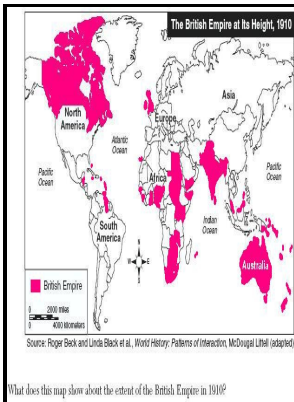 The British Empire at Its Height, 1910
North
America
Europe
Asia
Atlantic
Ocean
Pacific
Ocean
Pacific
Ocean
Africa
Indian
Ocean
South
America
N
W
E
S
Australia
British Empire
0 2000 miles
0 4000 kilometers
Source: Roger Beck and Linda Black et al., World History: Patterns of Interaction, McDougal Littell (adapted)
What does this map show about the extent of the British Empire in 1910?